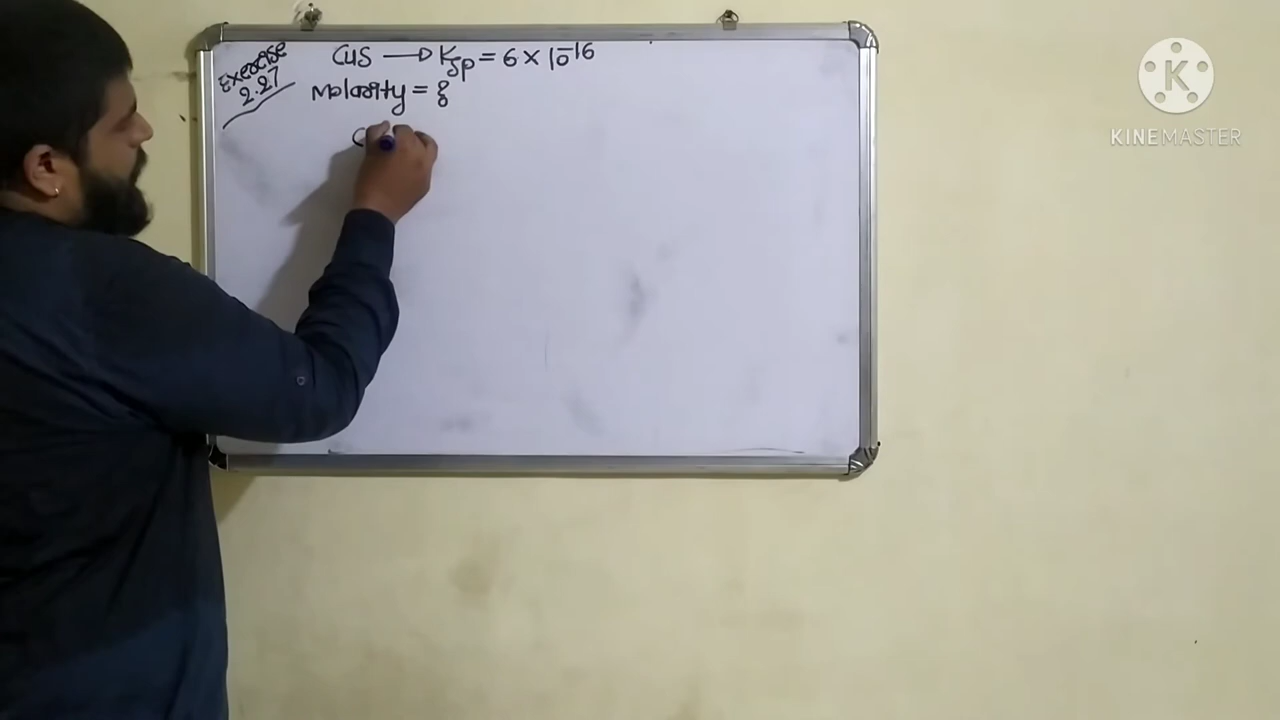 Exercise
2.27
CuS → Ksp = 6 × 10⁻¹⁶
Molarity = ?
C
K
KINEMASTER